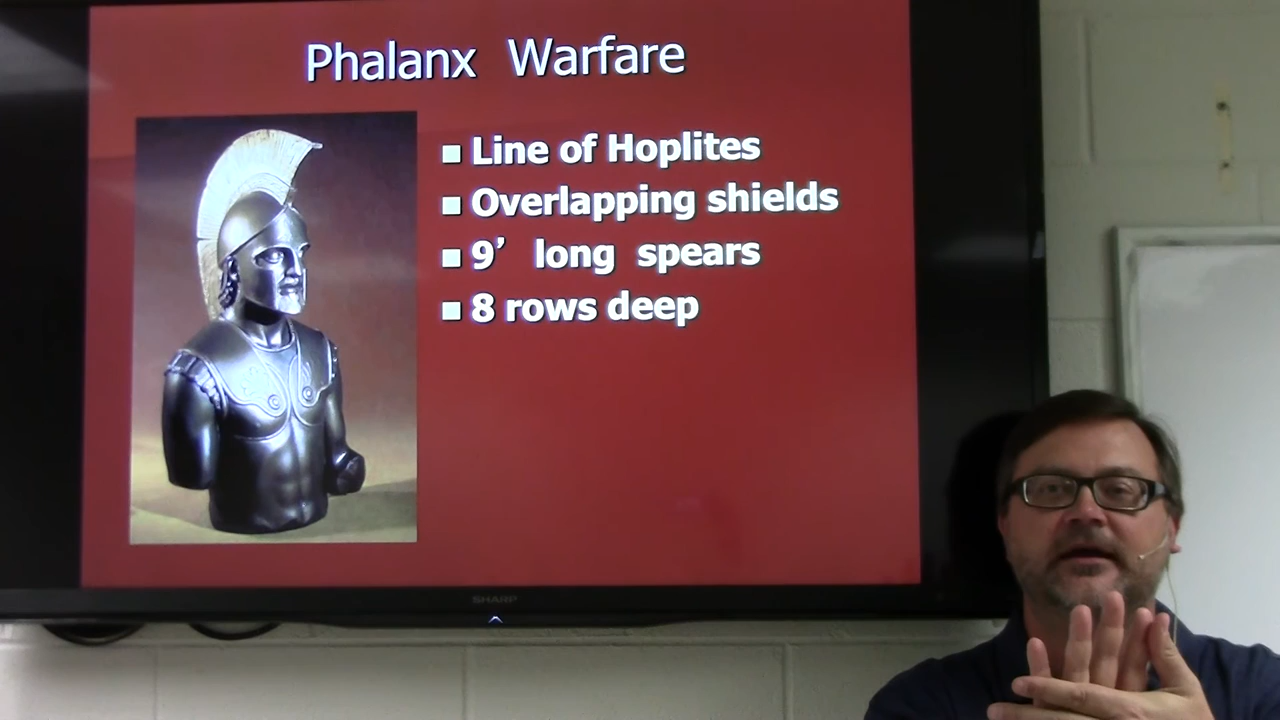 Phalanx Warfare
Line of Hoplites
Overlapping shields
9’ long spears
8 rows deep
SHARP